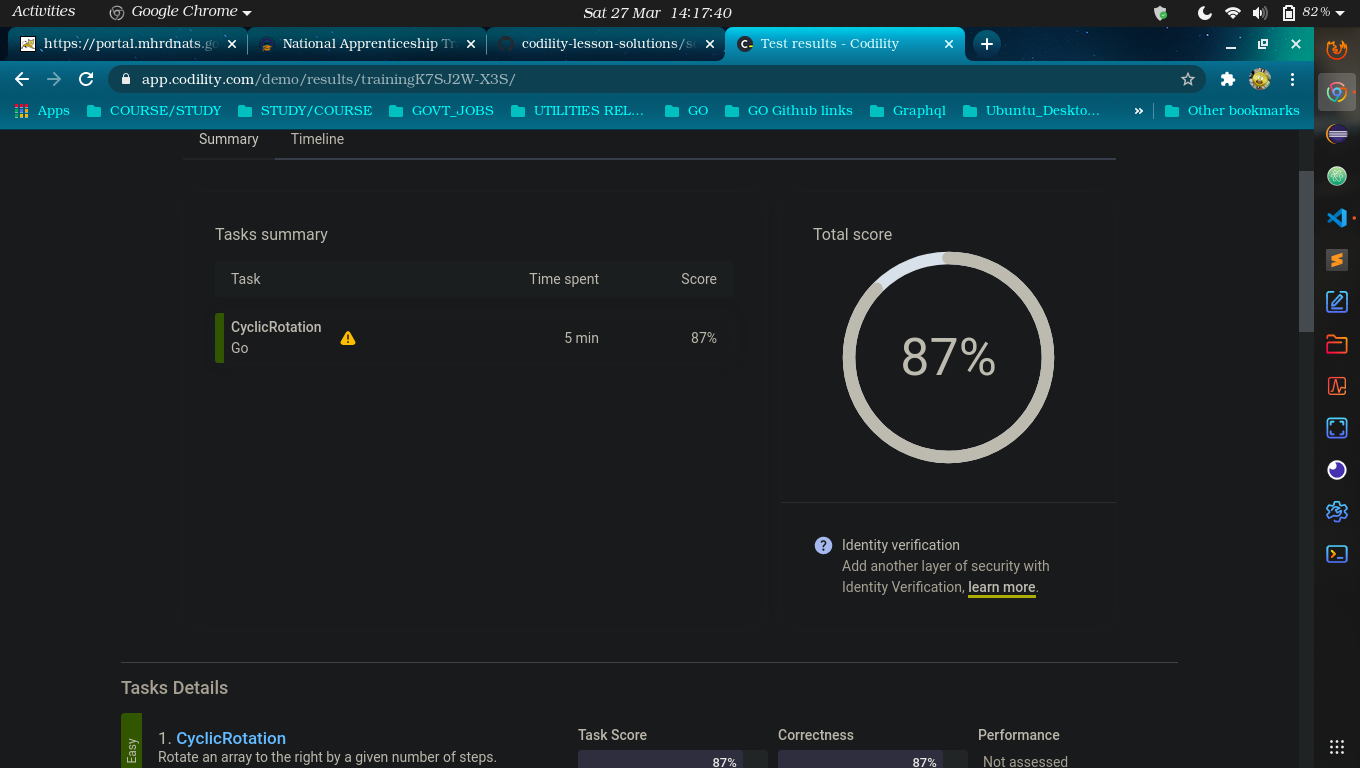 Activities Google Chrome Sat 27 Mar 14:17:40 82%
https://portal.mhrdnats.go National Apprenticeship Tr codility-lesson-solutions/s Test results - Codility
app.codility.com/demo/results/trainingK7SJ2W-X3S/
Apps COURSE/STUDY STUDY/COURSE GOVT_JOBS UTILITIES REL... GO GO Github links Graphql Ubuntu_Deskto... » Other bookmarks
Summary Timeline
Tasks summary
Task Time spent Score
CyclicRotation
Go
5 min 87%
Total score
87%
Identity verification
Add another layer of security with
Identity Verification, learn more.
Tasks Details
Easy
1. CyclicRotation
Rotate an array to the right by a given number of steps.
Task Score Correctness Performance
87% 87% Not assessed